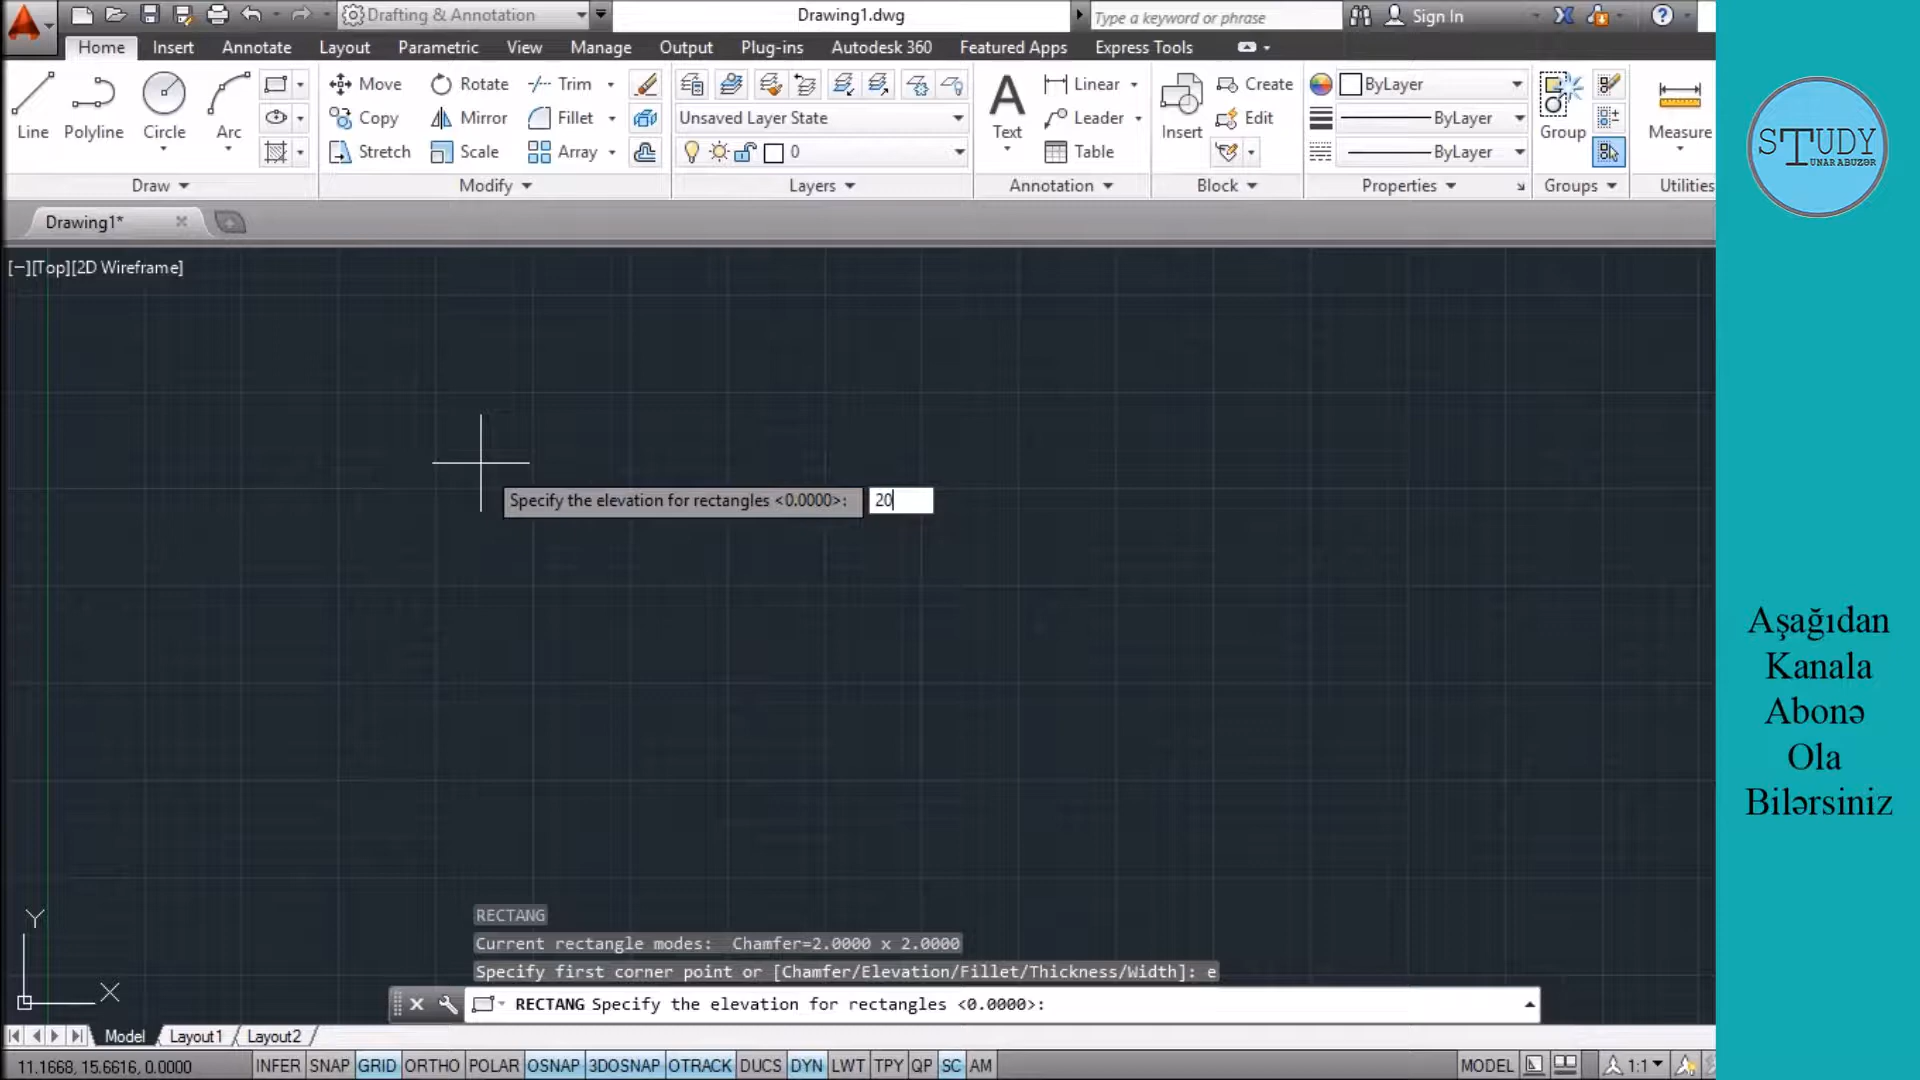 Drafting & Annotation
Drawing1.dwg
Type a keyword or phrase
Sign In
Home Insert Annotate Layout Parametric View Manage Output Plug-ins Autodesk 360 Featured Apps Express Tools
Line Polyline Circle Arc
Move Rotate Trim
Copy Mirror Fillet
Stretch Scale Array
Unsaved Layer State
0
Text Linear
Leader
Table
Insert Create
Edit
ByLayer
ByLayer
ByLayer
Group
Measure
Draw Modify Layers Annotation Block Properties Groups Utilities
Drawing1*
[−][Top][2D Wireframe]
Specify the elevation for rectangles <0.0000>: 20
Y
X
RECTANG
Current rectangle modes: Chamfer=2.0000 x 2.0000
Specify first corner point or [Chamfer/Elevation/Fillet/Thickness/Width]: e
RECTANG Specify the elevation for rectangles <0.0000>:
Model Layout1 Layout2
11.1668, 15.6616, 0.0000 INFER SNAP GRID ORTHO POLAR OSNAP 3DOSNAP OTRACK DUCS DYN LWT TPY QP SC AM MODEL 1:1
STUDY
UNAR ABUZƏR
Aşağıdan
Kanala
Abonə
Ola
Bilərsiniz